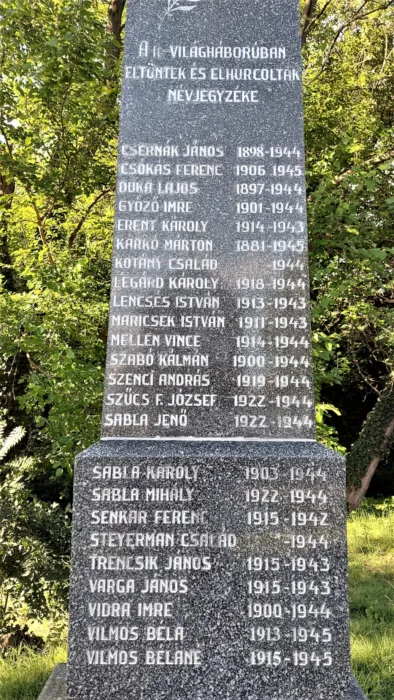 A II VILÁGHÁBORÚBAN
ELTŰNTEK ÉS ELHURCOLTAK
NÉVJEGYZÉKE
CSERNÁK JÁNOS 1898-1944
CSÓKÁS FERENC 1906 1945
DUKA LAJOS 1897-1944
GYŐZŐ IMRE 1901-1944
ERENT KÁROLY 1914-1943
KARKÓ MÁRTON 1881-1945
KOTÁNY CSALÁD 1944
LÉGÁRD KÁROLY 1918-1944
LENCSÉS ISTVÁN 1913-1943
MARICSEK ISTVÁN 1911-1943
MELLEN VINCE 1914-1944
SZABÓ KÁLMÁN 1900-1944
SZENCI ANDRÁS 1919-1944
SZŰCS F. JÓZSEF 1922-1944
SABLA JENŐ 1922-1944
SABLA KÁROLY 1903-1944
SABLA MIHÁLY 1922-1944
SENKÁR FERENC 1915-1942
STEYERMAN CSALÁD -1944
TRENCSIK JÁNOS 1915-1943
VARGA JÁNOS 1915-1943
VIDRA IMRE 1900-1944
VILMOS BÉLA 1913-1945
VILMOS BÉLÁNÉ 1915-1945